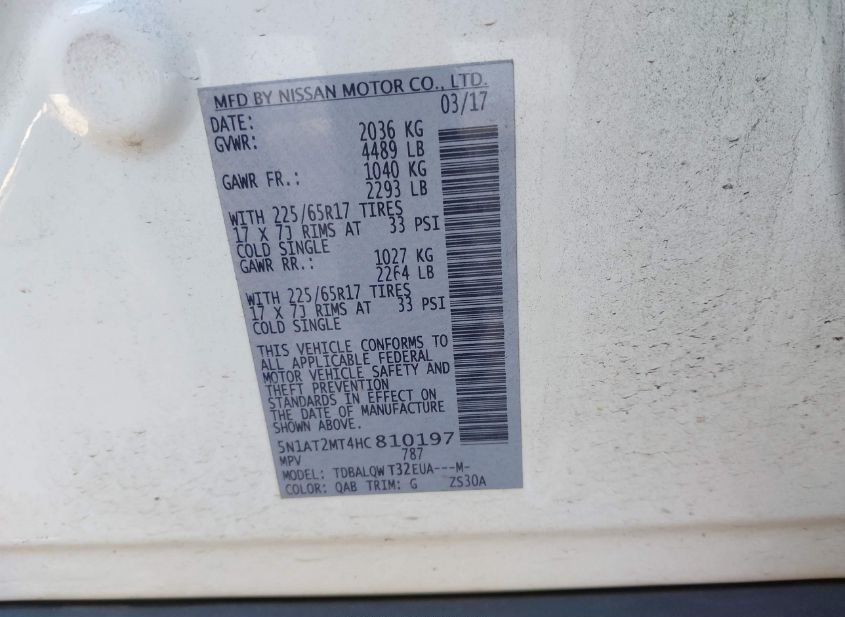 MFD BY NISSAN MOTOR CO., LTD.
DATE: 03/17
GVWR: 2036 KG
4489 LB
GAWR FR.: 1040 KG
2293 LB
WITH 225/65R17 TIRES
17 X 7J RIMS AT 33 PSI
COLD SINGLE
GAWR RR.: 1027 KG
2264 LB
WITH 225/65R17 TIRES
17 X 7J RIMS AT 33 PSI
COLD SINGLE
THIS VEHICLE CONFORMS TO
ALL APPLICABLE FEDERAL
MOTOR VEHICLE SAFETY AND
THEFT PREVENTION
STANDARDS IN EFFECT ON
THE DATE OF MANUFACTURE
SHOWN ABOVE.
5N1AT2MT4HC810197
MPV 787
MODEL: TDBALQW T32EUA---M-
COLOR: QAB TRIM: G ZS30A